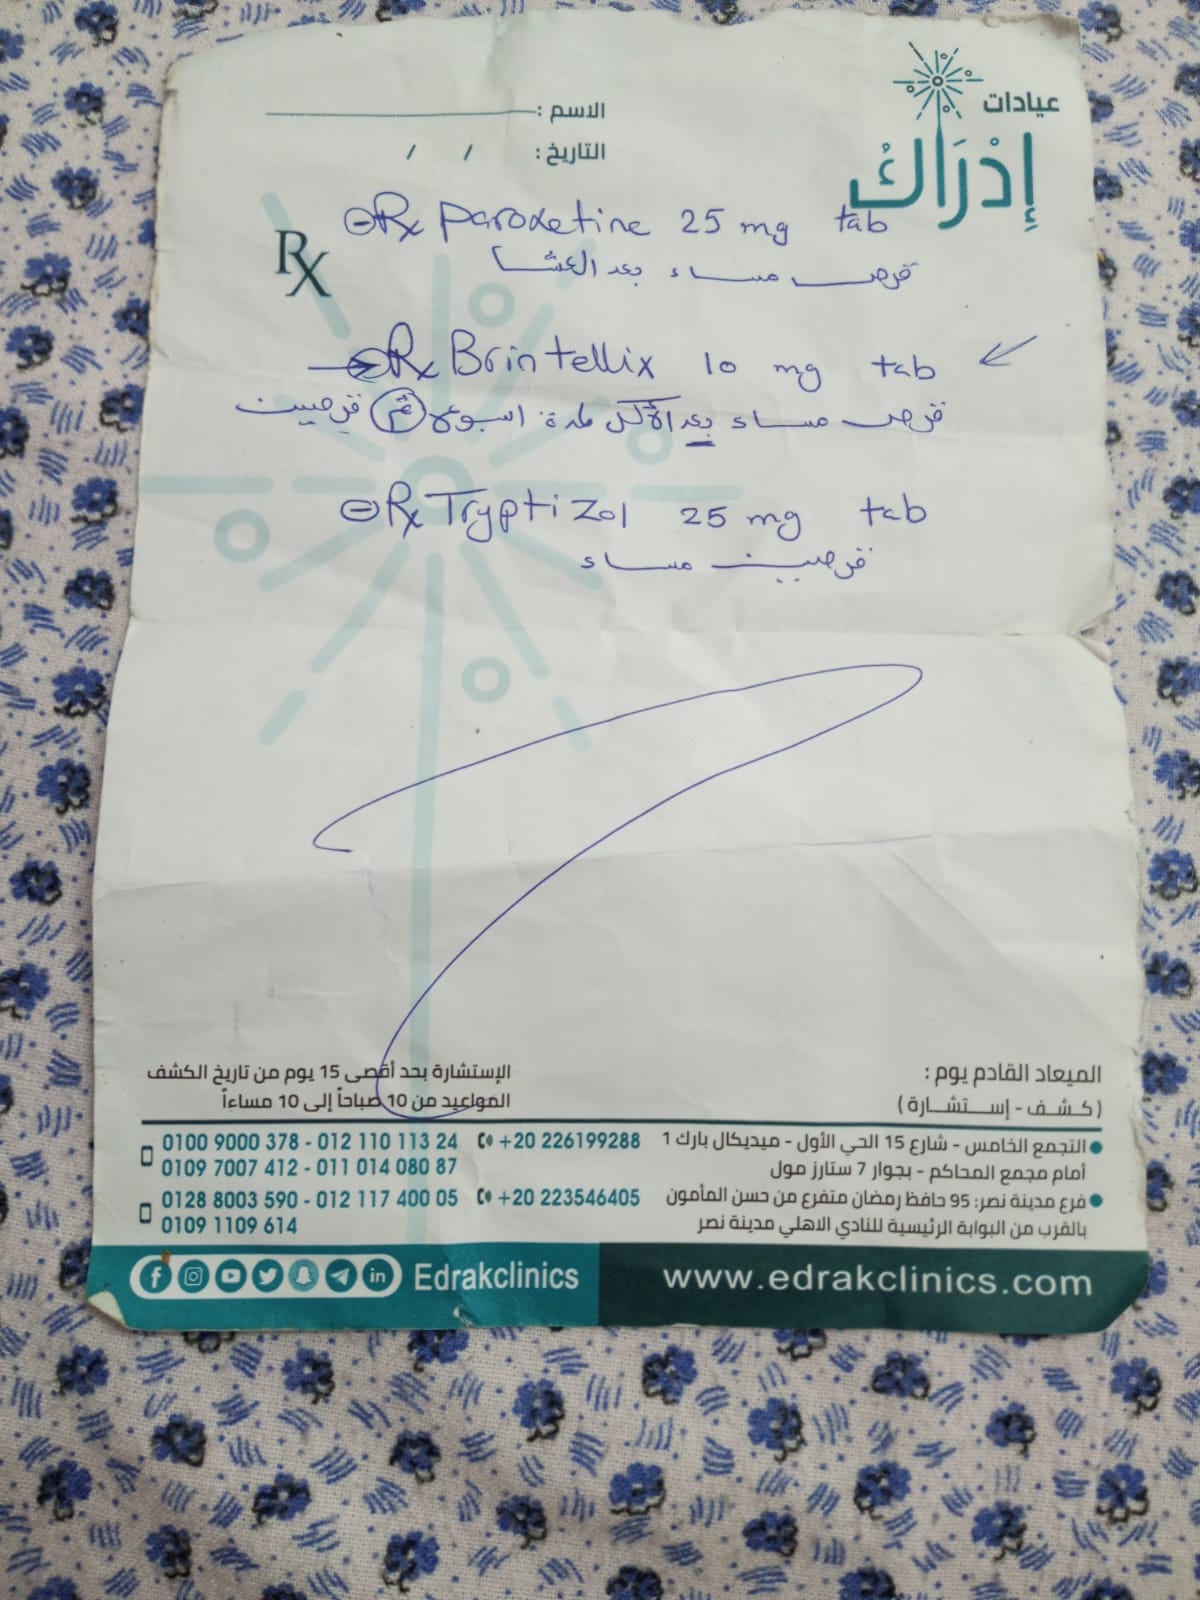 عيادات
إِدْرَاكْ
الاسم :
التاريخ : / /
Rx
Rx Paroxetine 25 mg tab
قرص مساء بعد العشا
Rx Brintellix 10 mg tab
قرص مساء بعد الأكل لمدة اسبوع ثم قرصين
Rx Tryptizol 25 mg tab
قرصين مساء
الميعاد القادم يوم :
(كشف - إستشارة)
الإستشارة بحد أقصى 15 يوم من تاريخ الكشف
المواعيد من 10 صباحاً إلى 10 مساءاً
التجمع الخامس - شارع 15 الحي الأول - ميديكال بارك 1
أمام مجمع المحاكم - بجوار 7 ستارز مول
+20 226199288
0100 9000 378 - 012 110 113 24
0109 7007 412 - 011 014 080 87
فرع مدينة نصر: 95 حافظ رمضان متفرع من حسن المأمون
بالقرب من البوابة الرئيسية للنادي الاهلي مدينة نصر
+20 223546405
0128 8003 590 - 012 117 400 05
0109 1109 614
Edrakclinics
www.edrakclinics.com